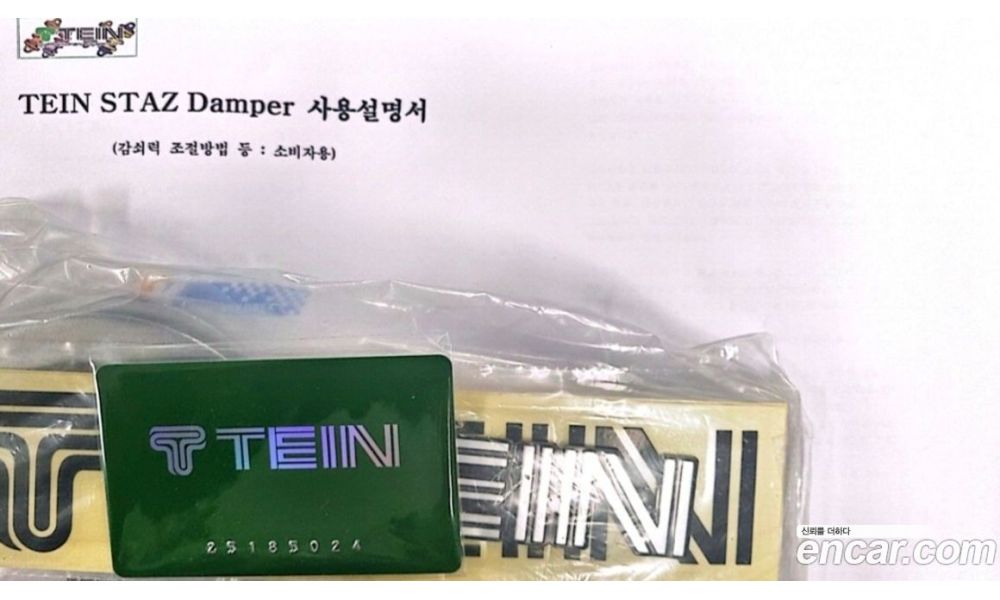 TEIN
TEIN STAZ Damper 사용설명서
(감쇠력 조절방법 등 : 소비자용)
TEIN
25185024
TEIN
신뢰를 더하다
encar.com